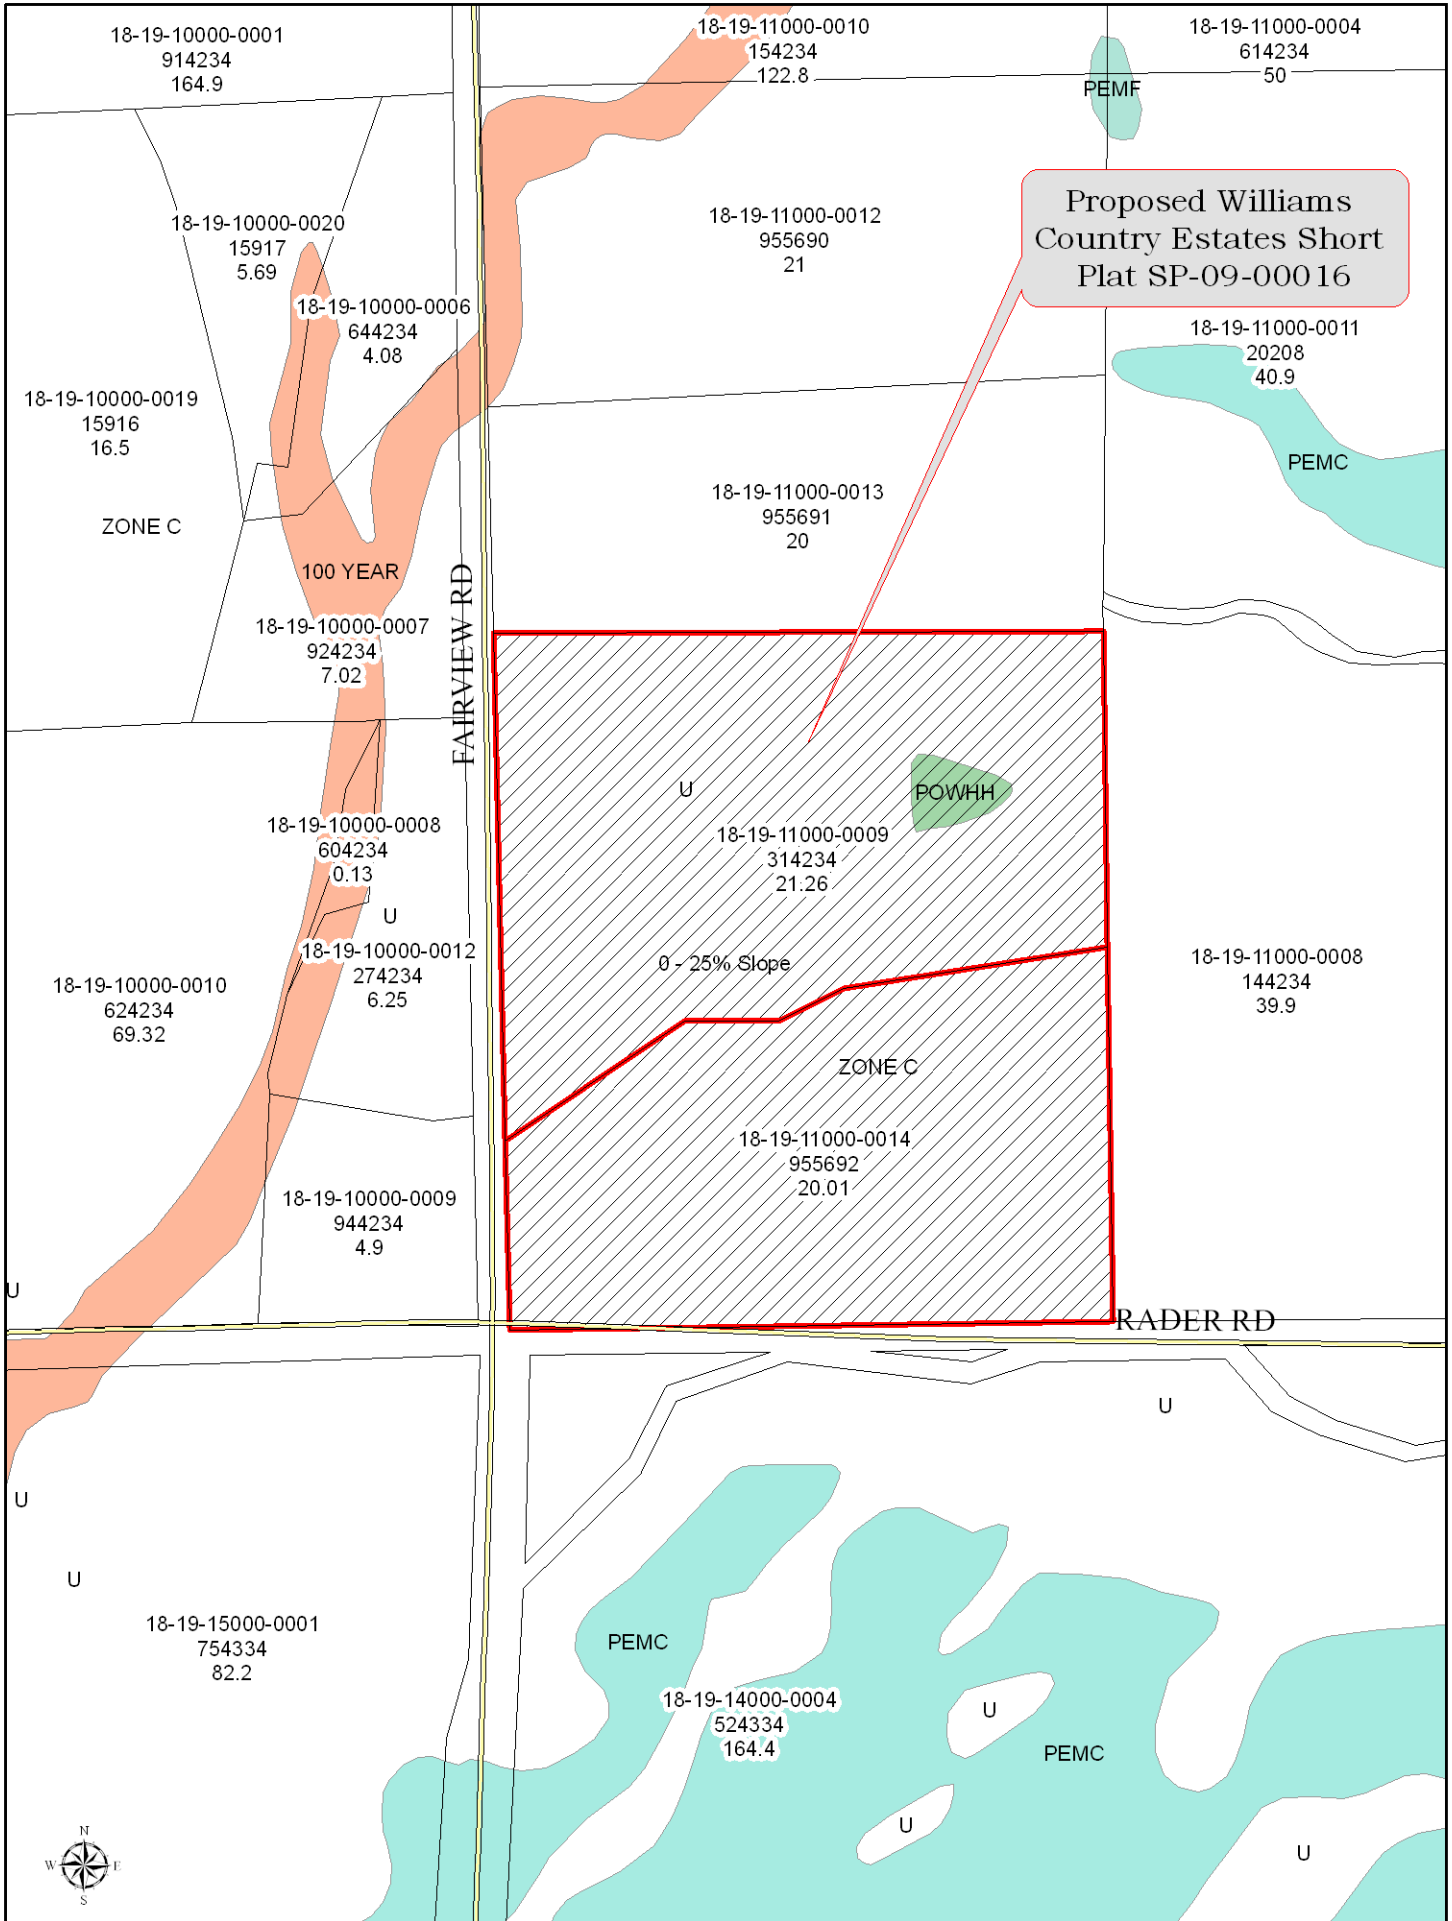 18-19-10000-0001
914234
164.9
18-19-11000-0010
154234
122.8
18-19-11000-0004
614234
50
PEMF
Proposed Williams
Country Estates Short
Plat SP-09-00016
18-19-10000-0020
15917
5.69
18-19-11000-0012
955690
21
18-19-10000-0006
644234
4.08
18-19-11000-0011
20208
40.9
18-19-10000-0019
15916
16.5
PEMC
18-19-11000-0013
955691
20
ZONE C
100 YEAR
FAIRVIEW RD
18-19-10000-0007
924234
7.02
U
POWHH
18-19-11000-0009
314234
21.26
18-19-10000-0008
604234
0.13
U
18-19-10000-0012
274234
6.25
0 - 25% Slope
18-19-11000-0008
144234
39.9
18-19-10000-0010
624234
69.32
ZONE C
18-19-11000-0014
955692
20.01
18-19-10000-0009
944234
4.9
U
RADER RD
U
U
U
18-19-15000-0001
754334
82.2
PEMC
18-19-14000-0004
524334
164.4
U
PEMC
U
U
N
W
E
S